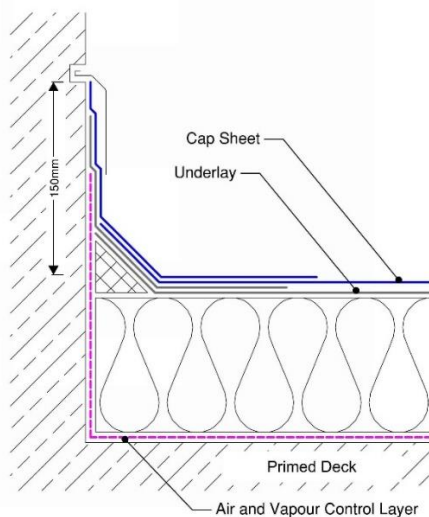 Cap Sheet
Underlay
150mm
Primed Deck
Air and Vapour Control Layer